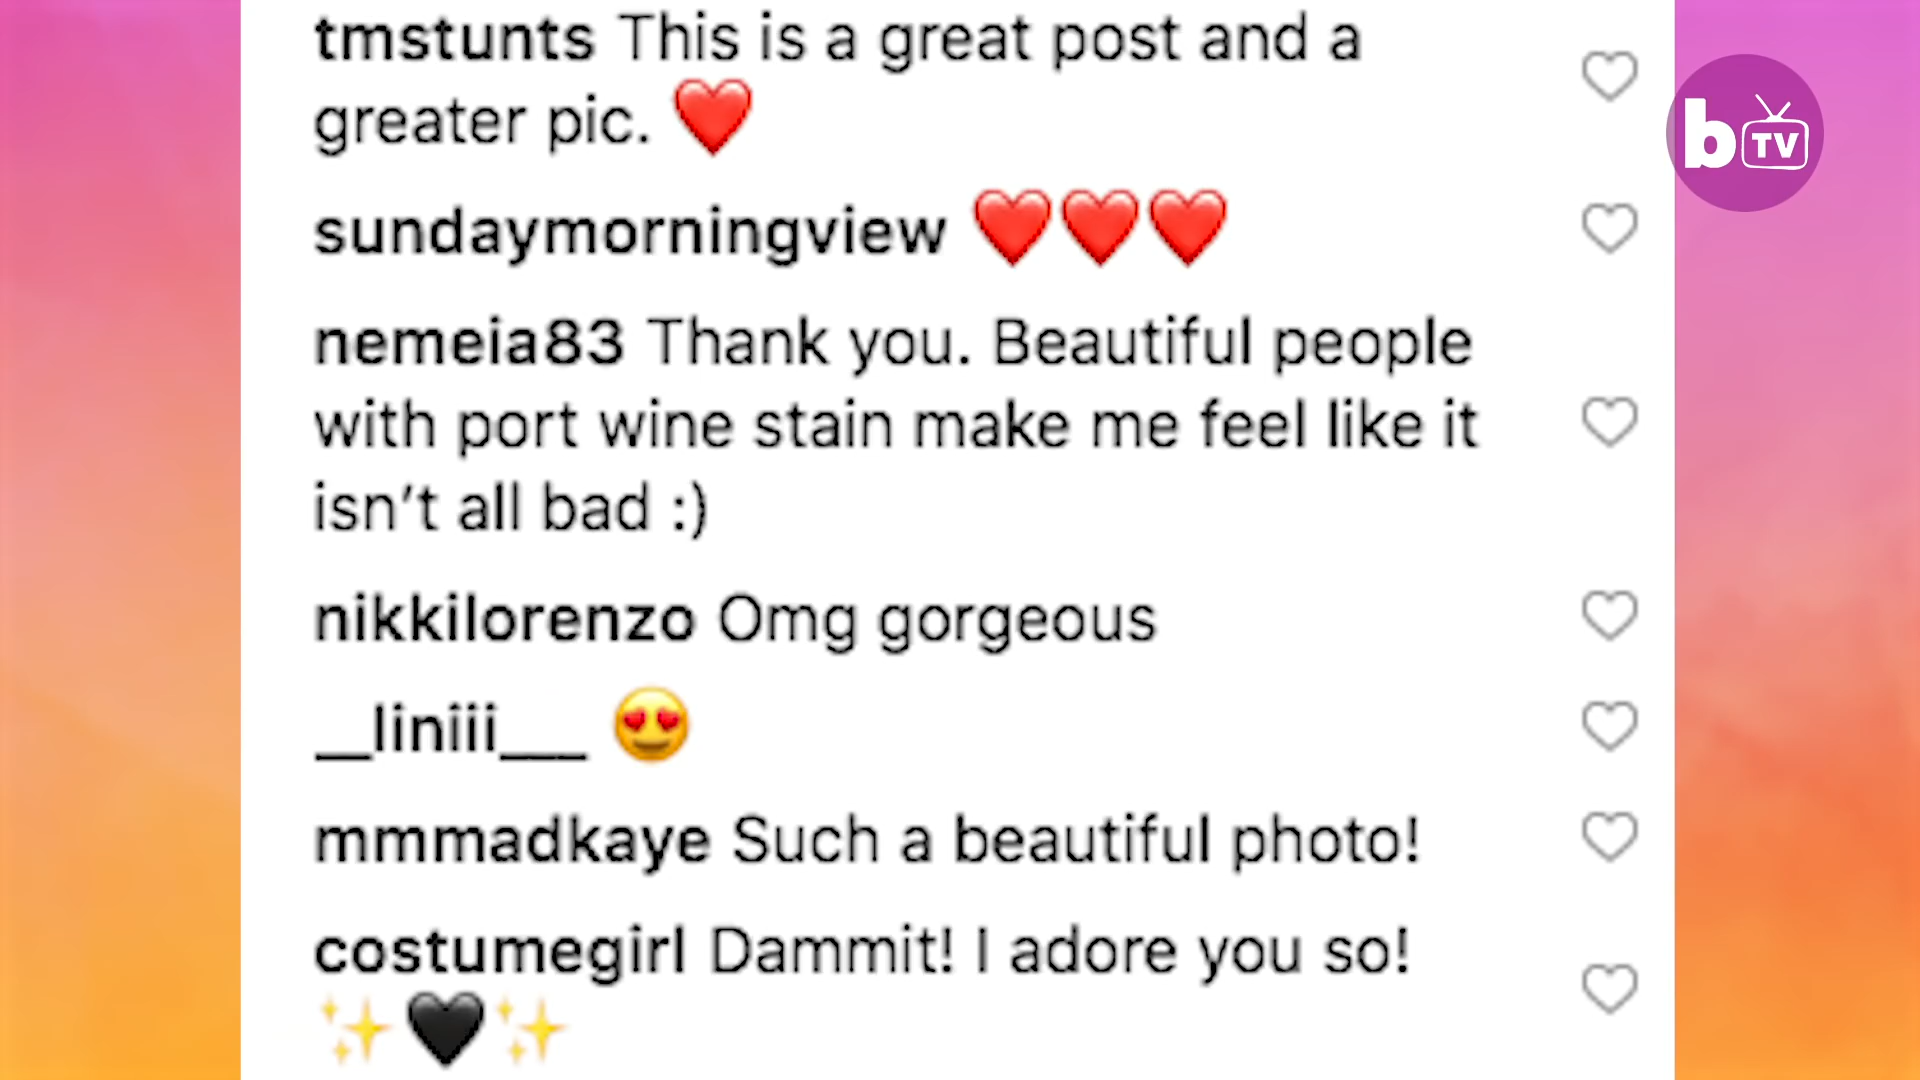 tmstunts This is a great post and a
greater pic. ❤️
sundaymorningview ❤️❤️❤️
nemeia83 Thank you. Beautiful people
with port wine stain make me feel like it
isn’t all bad :)
nikkilorenzo Omg gorgeous
__liniii___ 😍
mmmadkaye Such a beautiful photo!
costumegirl Dammit! I adore you so!
✨🖤✨
b TV